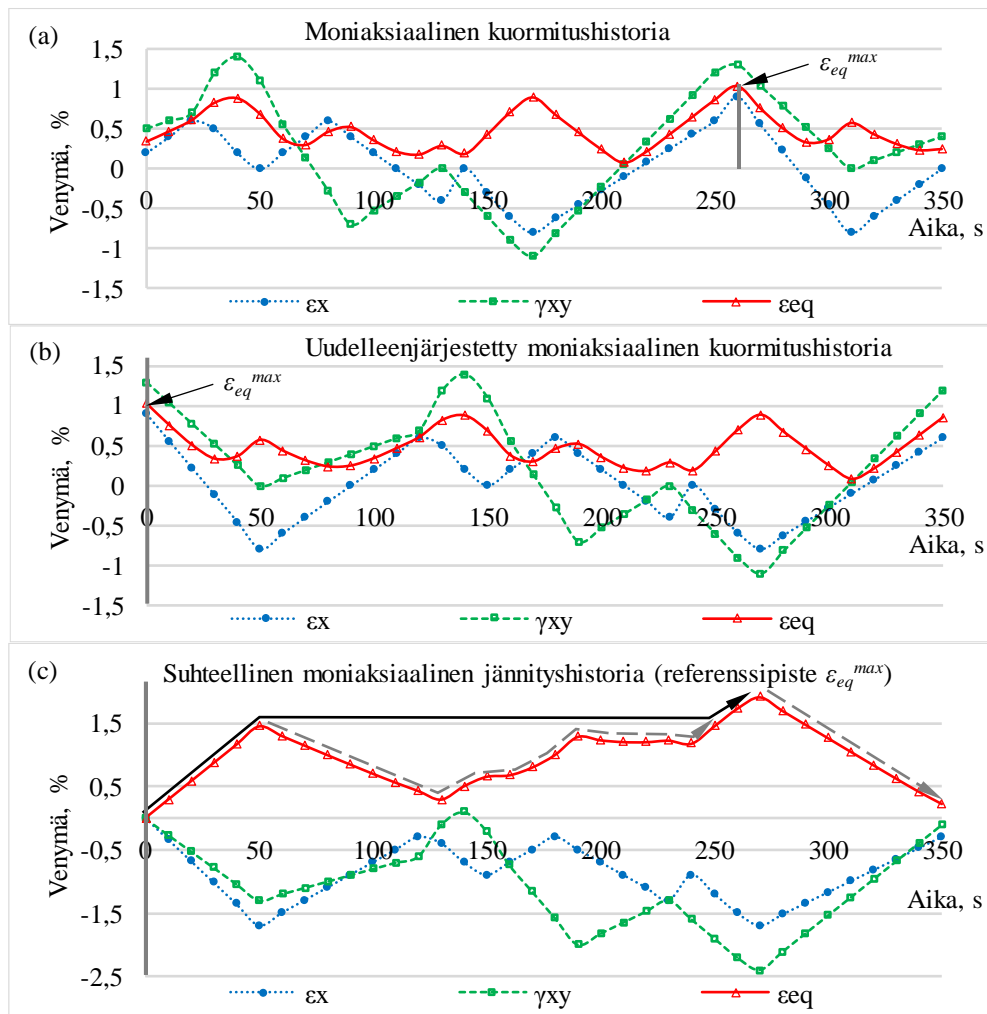 (a)
Moniaksiaalinen kuormitushistoria
εeq^max
Venymä, %
1,5
1
0,5
0
-0,5
-1
-1,5
0 50 100 150 200 250 300 350
Aika, s
εx γxy εeq
(b)
Uudelleenjärjestetty moniaksiaalinen kuormitushistoria
εeq^max
Venymä, %
1,5
1
0,5
0
-0,5
-1
-1,5
0 50 100 150 200 250 300 350
Aika, s
εx γxy εeq
(c)
Suhteellinen moniaksiaalinen jännityshistoria (referenssipiste εeq^max)
Venymä, %
1,5
0,5
-0,5
-1,5
-2,5
0 50 100 150 200 250 300 350
Aika, s
εx γxy εeq